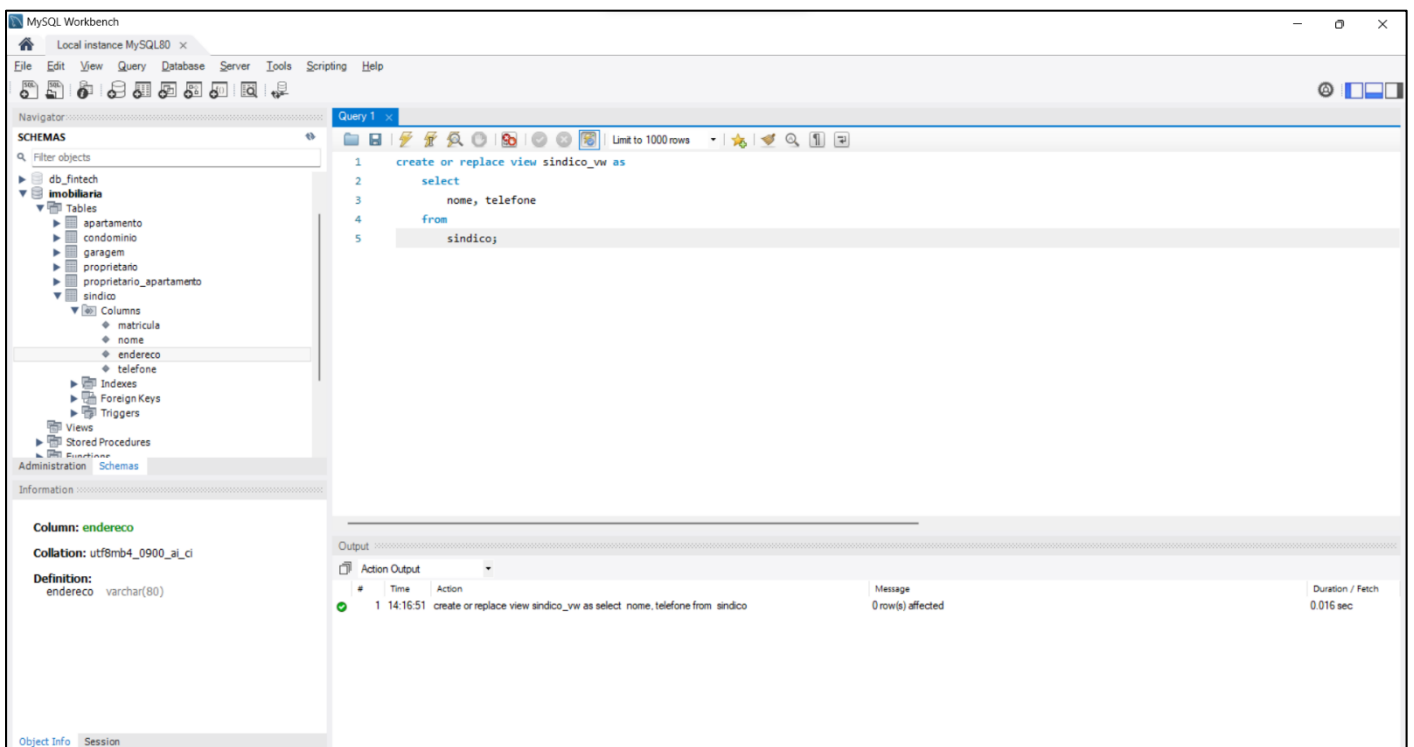 MySQL Workbench
Local instance MySQL80 ×
File Edit View Query Database Server Tools Scripting Help
Navigator
SCHEMAS
Filter objects
db_fintech
imobiliaria
Tables
apartamento
condominio
garagem
proprietario
proprietario_apartamento
sindico
Columns
matricula
nome
endereco
telefone
Indexes
Foreign Keys
Triggers
Views
Stored Procedures
Functions
Administration Schemas
Information
Column: endereco
Collation: utf8mb4_0900_ai_ci
Definition:
endereco varchar(80)
Object Info Session
Query 1 ×
Limit to 1000 rows
1 create or replace view sindico_vw as
2 select
3 nome, telefone
4 from
5 sindico;
Output
Action Output
# Time Action Message Duration / Fetch
1 14:16:51 create or replace view sindico_vw as select nome, telefone from sindico 0 row(s) affected 0.016 sec